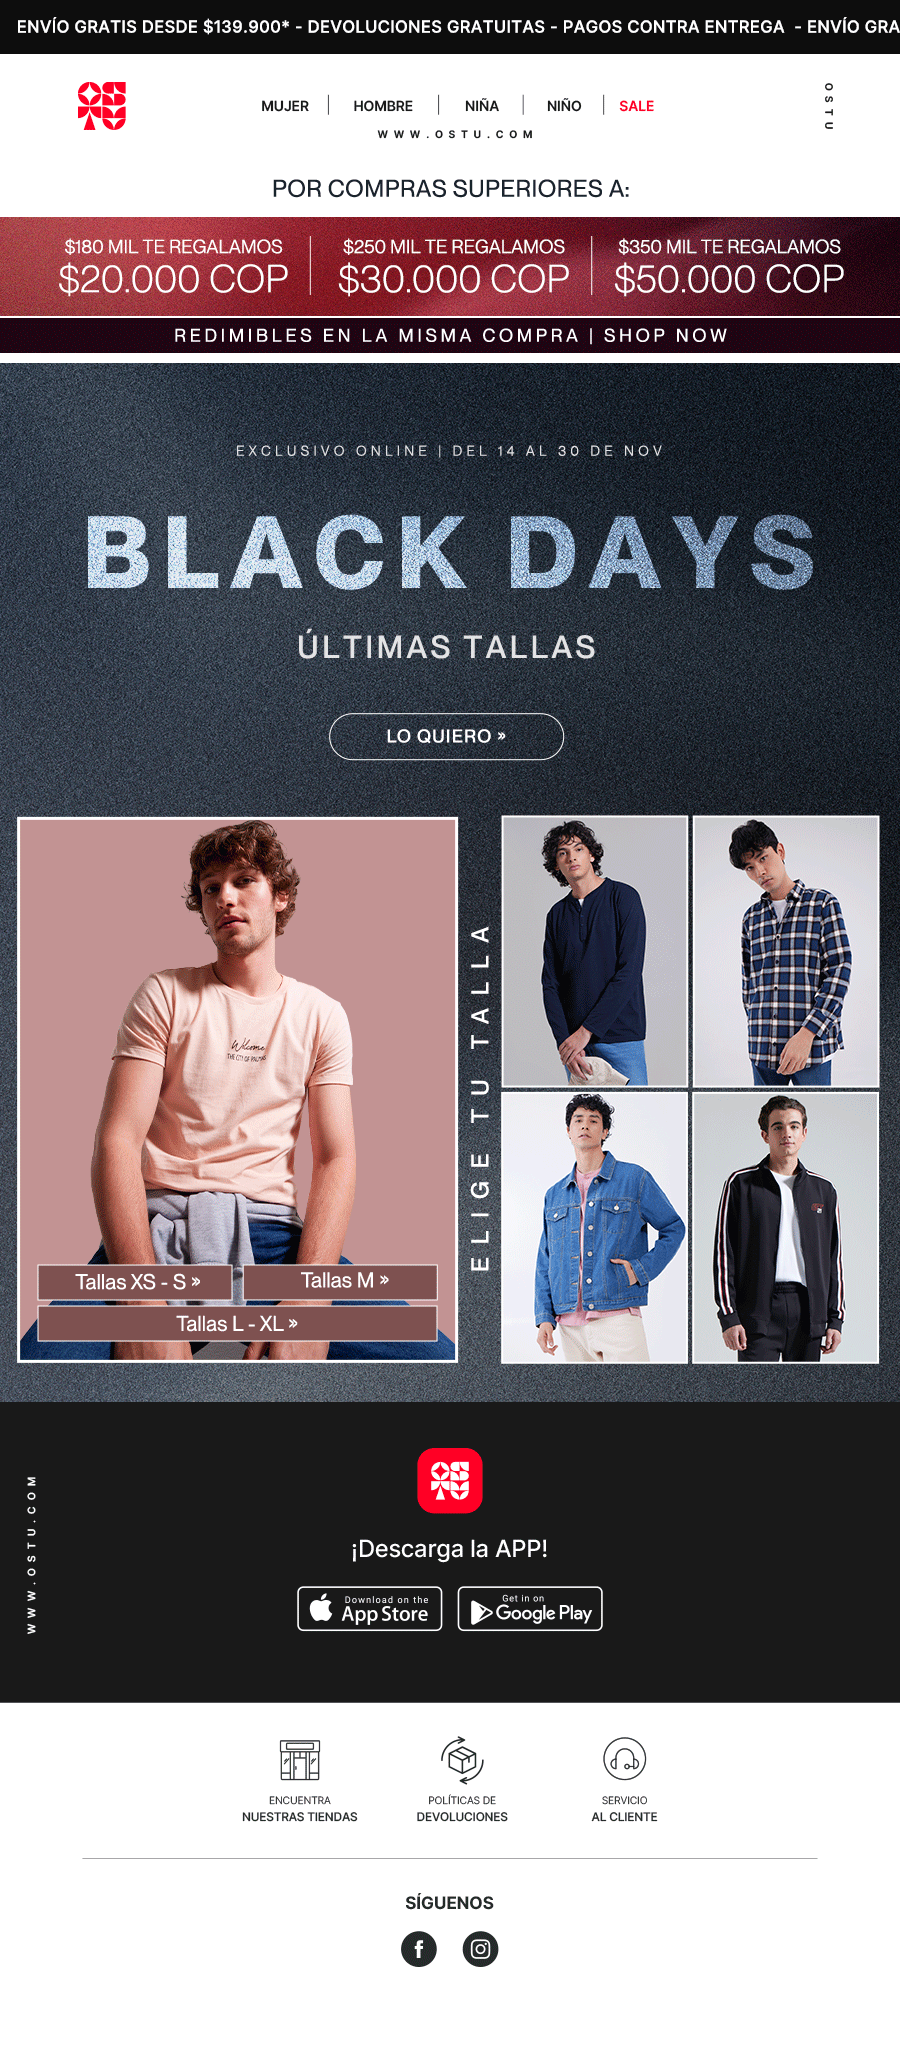 ENVÍO GRATIS DESDE $139.900* - DEVOLUCIONES GRATUITAS - PAGOS CONTRA ENTREGA - ENVÍO GRA
MUJER | HOMBRE | NIÑA | NIÑO | SALE
WWW.OSTU.COM
OSTU
POR COMPRAS SUPERIORES A:
$180 MIL TE REGALAMOS
$20.000 COP
$250 MIL TE REGALAMOS
$30.000 COP
$350 MIL TE REGALAMOS
$50.000 COP
REDIMIBLES EN LA MISMA COMPRA | SHOP NOW
EXCLUSIVO ONLINE | DEL 14 AL 30 DE NOV
BLACK DAYS
ÚLTIMAS TALLAS
LO QUIERO »
Welcome
THE CITY OF PALMS
Tallas XS - S »
Tallas M »
Tallas L - XL »
ELIGE TU TALLA
WWW.OSTU.COM
OSTU
¡Descarga la APP!
Download on the
App Store
Get in on
Google Play
ENCUENTRA
NUESTRAS TIENDAS
POLÍTICAS DE
DEVOLUCIONES
SERVICIO
AL CLIENTE
SÍGUENOS